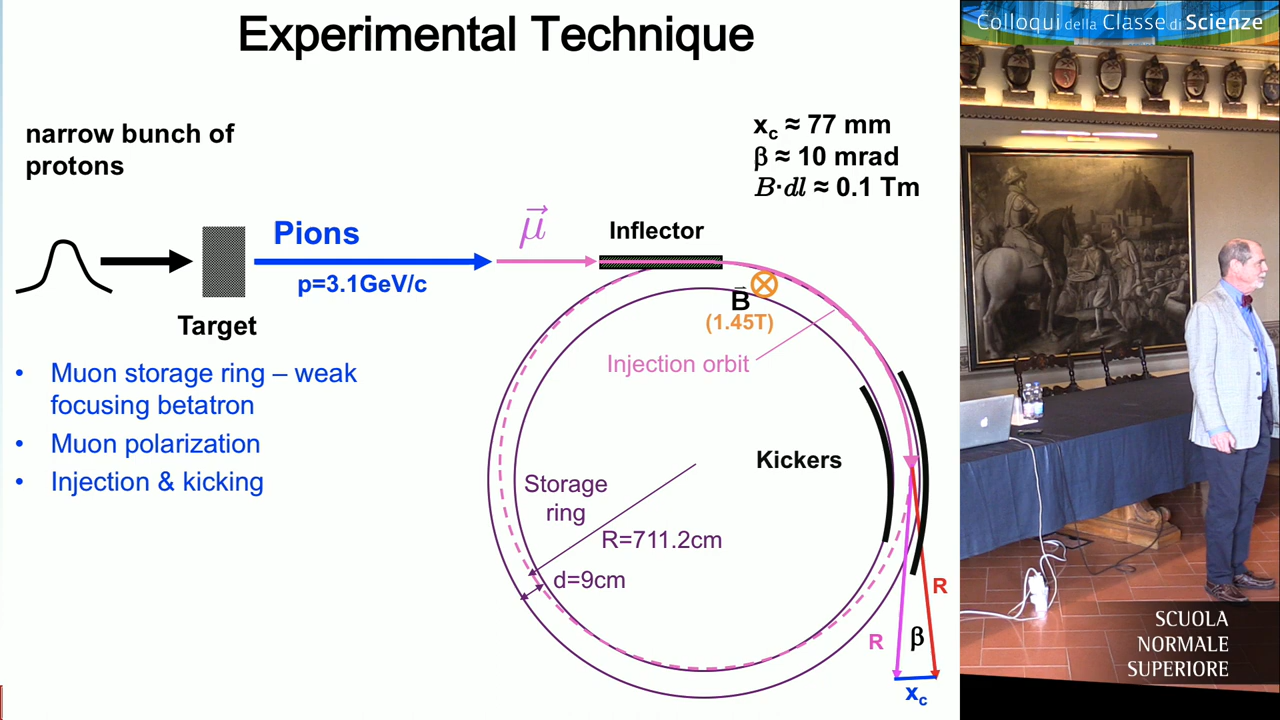 Experimental Technique
Colloqui della Classe di Scienze
narrow bunch of
protons
x_c ≈ 77 mm
β ≈ 10 mrad
B·dl ≈ 0.1 Tm
Pions
p=3.1GeV/c
μ⃗
Inflector
Target
B⃗
(1.45T)
Injection orbit
• Muon storage ring – weak
focusing betatron
• Muon polarization
• Injection & kicking
Kickers
Storage
ring
R=711.2cm
d=9cm
R
R
β
x_c
SCUOLA
NORMALE
SUPERIORE